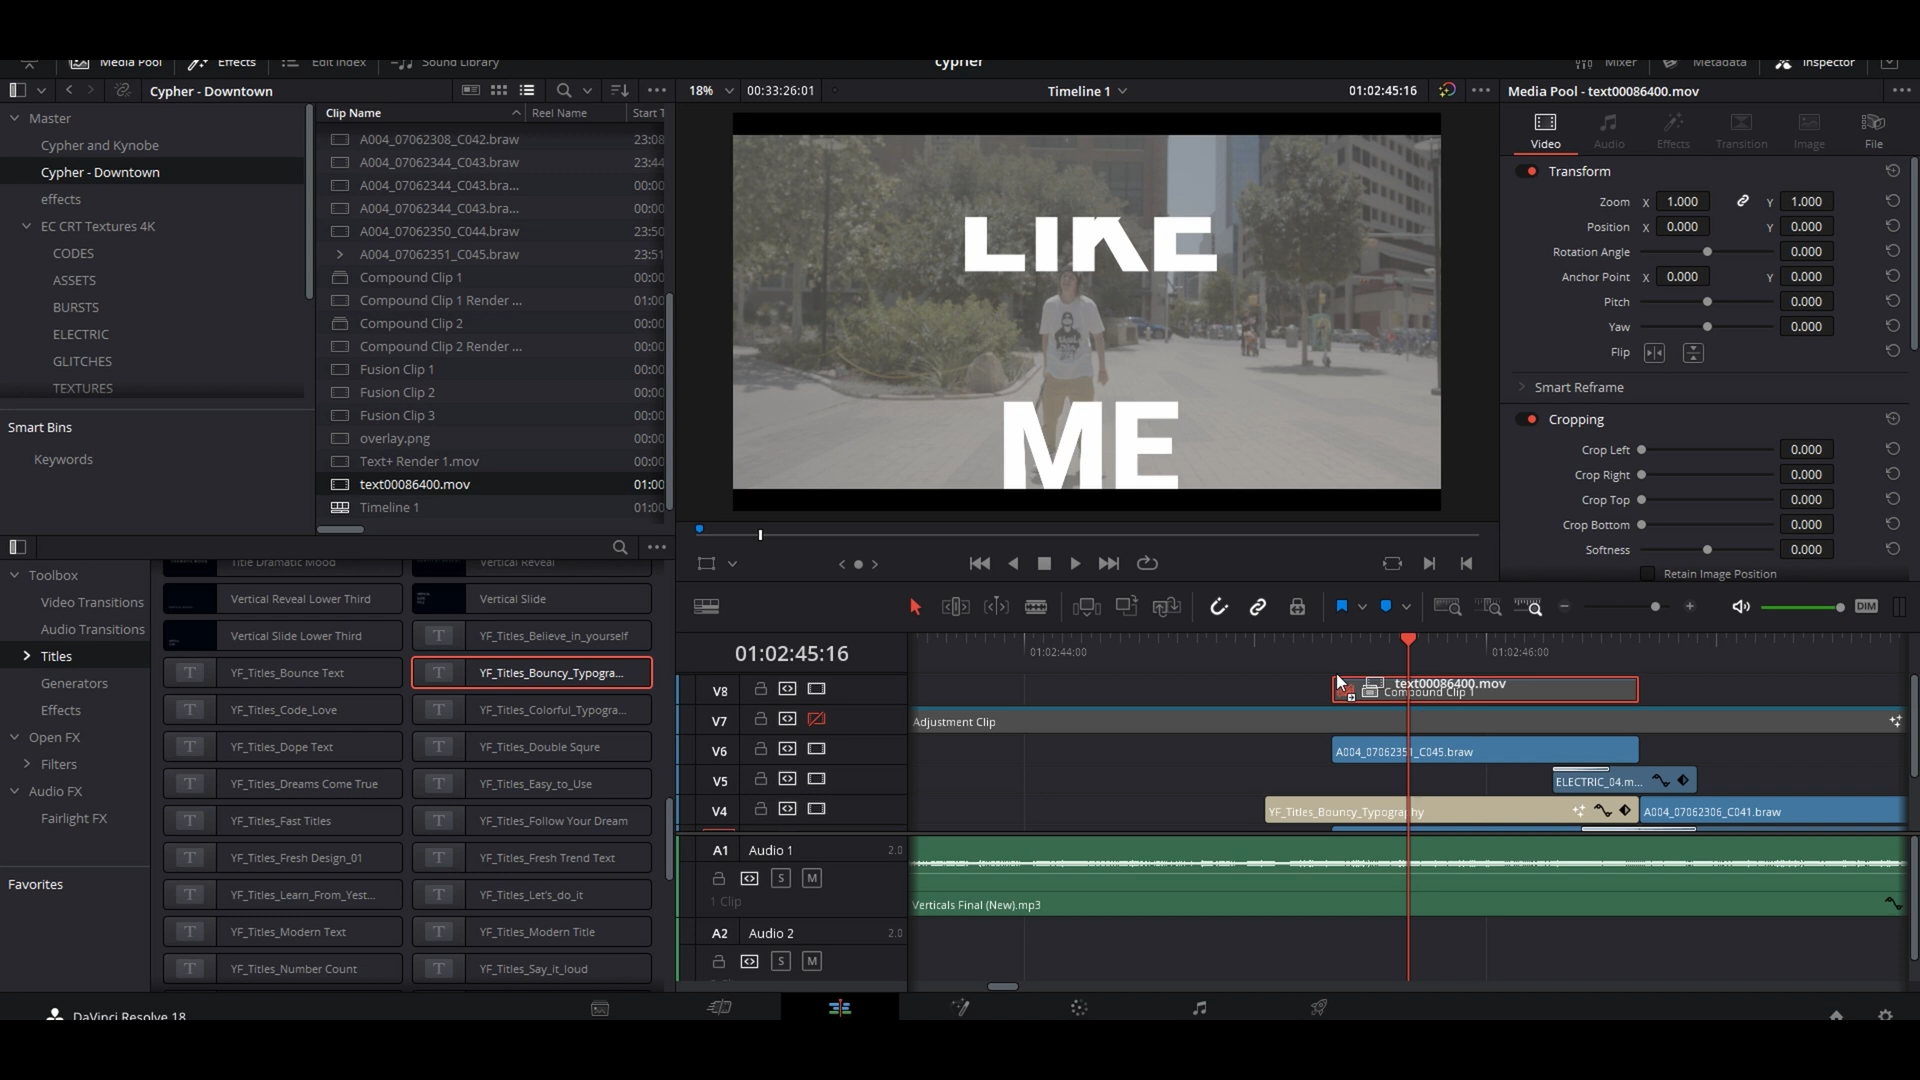 Media Pool Effects Edit Index Sound Library cypher Mixer Metadata Inspector
Cypher - Downtown 18% 00:33:26:01 Timeline 1 01:02:45:16 Media Pool - text00086400.mov
Master
Cypher and Kynobe
Cypher - Downtown
effects
EC CRT Textures 4K
CODES
ASSETS
BURSTS
ELECTRIC
GLITCHES
TEXTURES
Smart Bins
Keywords
Clip Name Reel Name Start T
A004_07062308_C042.braw 23:08
A004_07062344_C043.braw 23:44
A004_07062344_C043.bra... 00:00
A004_07062344_C043.bra... 00:00
A004_07062350_C044.braw 23:50
A004_07062351_C045.braw 23:51
Compound Clip 1 00:00
Compound Clip 1 Render ... 01:00
Compound Clip 2 00:00
Compound Clip 2 Render ... 00:00
Fusion Clip 1 00:00
Fusion Clip 2 00:00
Fusion Clip 3 00:00
overlay.png 00:00
Text+ Render 1.mov 00:00
text00086400.mov 01:00
Timeline 1 01:00
LIKE
ME
Video Audio Effects Transition Image File
Transform
Zoom X 1.000 Y 1.000
Position X 0.000 Y 0.000
Rotation Angle 0.000
Anchor Point X 0.000 Y 0.000
Pitch 0.000
Yaw 0.000
Flip
Smart Reframe
Cropping
Crop Left 0.000
Crop Right 0.000
Crop Top 0.000
Crop Bottom 0.000
Softness 0.000
Retain Image Position
Toolbox
Video Transitions
Audio Transitions
Titles
Generators
Effects
Open FX
Filters
Audio FX
Fairlight FX
Favorites
Title Dramatic Mood Vertical Reveal
Vertical Reveal Lower Third Vertical Slide
Vertical Slide Lower Third YF_Titles_Believe_in_yourself
YF_Titles_Bounce Text YF_Titles_Bouncy_Typogra...
YF_Titles_Code_Love YF_Titles_Colorful_Typogra...
YF_Titles_Dope Text YF_Titles_Double Squre
YF_Titles_Dreams Come True YF_Titles_Easy_to_Use
YF_Titles_Fast Titles YF_Titles_Follow Your Dream
YF_Titles_Fresh Design_01 YF_Titles_Fresh Trend Text
YF_Titles_Learn_From_Yest... YF_Titles_Let's_do_it
YF_Titles_Modern Text YF_Titles_Modern Title
YF_Titles_Number Count YF_Titles_Say_it_loud
DIM
01:02:45:16 01:02:44:00 01:02:46:00
V8 text00086400.mov
Compound Clip 1
V7 Adjustment Clip
V6 A004_07062351_C045.braw
V5 ELECTRIC_04.m...
V4 YF_Titles_Bouncy_Typography A004_07062306_C041.braw
A1 Audio 1 2.0
S M
1 Clip Verticals Final (New).mp3
A2 Audio 2 2.0
S M
DaVinci Resolve 18